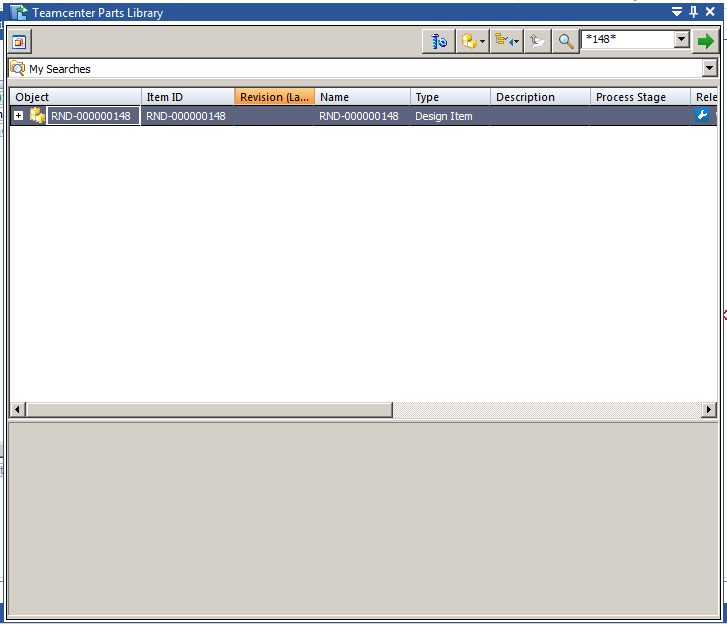 Teamcenter Parts Library
*148*
My Searches
Object Item ID Revision (La... Name Type Description Process Stage Rele
RND-000000148 RND-000000148 RND-000000148 Design Item